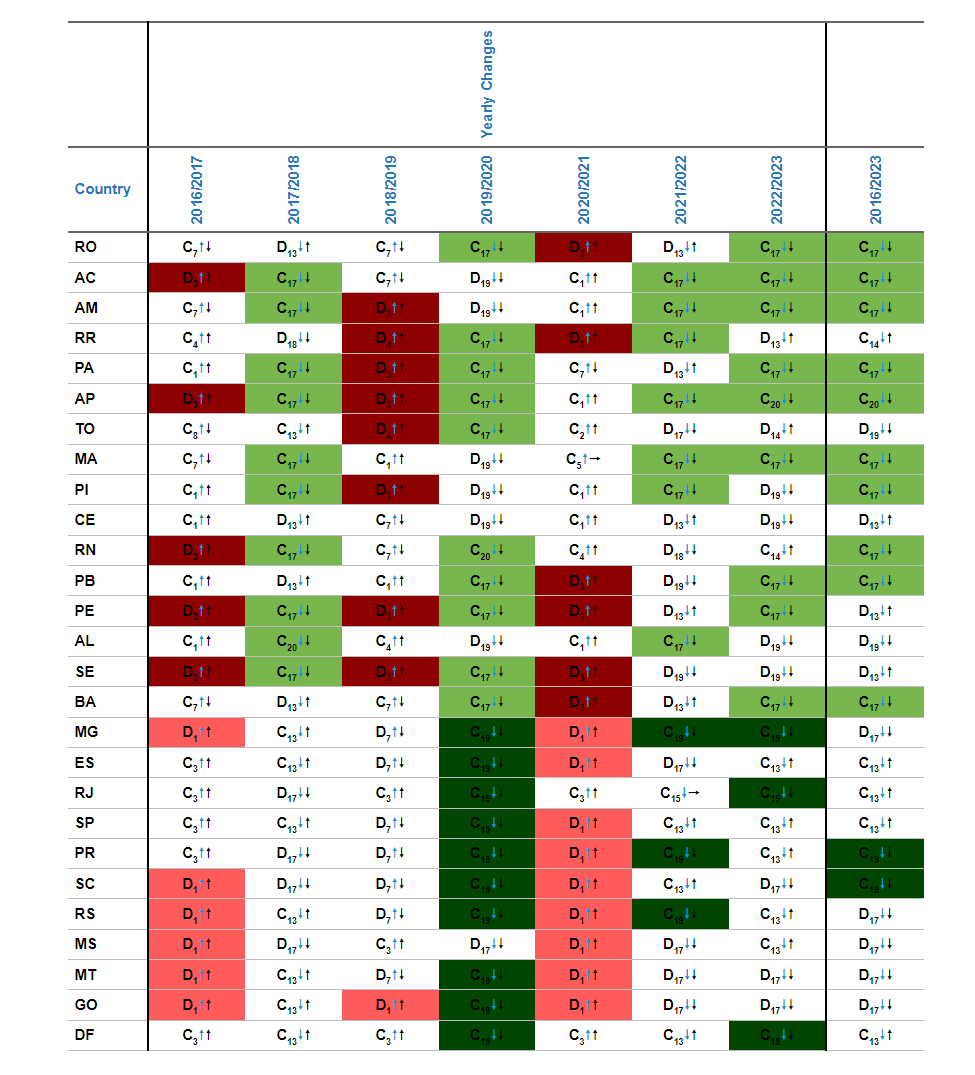 Yearly Changes
Country 2016/2017 2017/2018 2018/2019 2019/2020 2020/2021 2021/2022 2022/2023 2016/2023
RO C₇↑↓ D₁₃↓↑ C₇↑↓ C₁₇↓↓ D₃↑↑ D₁₃↓↑ C₁₇↓↓ C₁₇↓↓
AC D₃↑↑ C₁₇↓↓ C₇↑↓ D₁₉↓↓ C₁↑↑ C₁₇↓↓ C₁₇↓↓ C₁₇↓↓
AM C₇↑↓ C₁₇↓↓ D₃↑↑ D₁₉↓↓ C₁↑↑ C₁₇↓↓ C₁₇↓↓ C₁₇↓↓
RR C₄↑↑ D₁₈↓↓ D₄↑↑ C₁₇↓↓ D₃↑↑ C₁₇↓↓ D₁₃↓↑ C₁₄↓↑
PA C₁↑↑ C₁₇↓↓ D₃↑↑ C₁₇↓↓ C₇↑↓ D₁₃↓↑ C₁₇↓↓ C₁₇↓↓
AP D₃↑↑ C₁₇↓↓ D₃↑↑ C₁₇↓↓ C₁↑↑ C₁₇↓↓ C₂₀↓↓ C₂₀↓↓
TO C₈↑↓ C₁₃↓↑ D₄↑↑ C₁₇↓↓ C₂↑↑ D₁₇↓↓ D₁₄↓↑ D₁₉↓↓
MA C₇↑↓ C₁₇↓↓ C₁↑↑ D₁₉↓↓ C₅↑→ C₁₇↓↓ C₁₇↓↓ C₁₇↓↓
PI C₁↑↑ C₁₇↓↓ D₃↑↑ D₁₉↓↓ C₁↑↑ C₁₇↓↓ D₁₉↓↓ C₁₇↓↓
CE C₁↑↑ D₁₃↓↑ C₇↑↓ D₁₉↓↓ C₁↑↑ D₁₃↓↑ D₁₉↓↓ D₁₃↓↑
RN D₃↑↑ C₁₇↓↓ C₇↑↓ C₂₀↓↓ C₄↑↑ D₁₈↓↓ C₁₄↓↑ C₁₇↓↓
PB C₁↑↑ D₁₃↓↑ C₁↑↑ C₁₇↓↓ D₃↑↑ D₁₉↓↓ C₁₇↓↓ C₁₇↓↓
PE D₃↑↑ C₁₇↓↓ D₃↑↑ C₁₇↓↓ D₃↑↑ D₁₃↓↑ C₁₇↓↓ D₁₃↓↑
AL C₁↑↑ C₂₀↓↓ C₄↑↑ D₁₉↓↓ C₁↑↑ C₁₇↓↓ D₁₉↓↓ D₁₉↓↓
SE D₃↑↑ C₁₇↓↓ D₃↑↑ C₁₇↓↓ D₃↑↑ D₁₉↓↓ D₁₉↓↓ D₁₃↓↑
BA C₇↑↓ D₁₃↓↑ C₇↑↓ C₁₇↓↓ D₃↑↑ D₁₃↓↑ C₁₇↓↓ C₁₇↓↓
MG D₁↑↑ C₁₃↓↑ D₇↑↓ C₁₉↓↓ D₁↑↑ C₁₉↓↓ C₁₉↓↓ D₁₇↓↓
ES C₃↑↑ C₁₃↓↑ D₇↑↓ C₁₉↓↓ D₁↑↑ D₁₇↓↓ C₁₃↓↑ C₁₃↓↑
RJ C₃↑↑ D₁₇↓↓ C₃↑↑ C₁₉↓↓ C₃↑↑ C₁₅↓→ C₁₉↓↓ C₁₃↓↑
SP C₃↑↑ C₁₃↓↑ D₇↑↓ C₁₉↓↓ D₁↑↑ C₁₃↓↑ C₁₃↓↑ C₁₃↓↑
PR C₃↑↑ D₁₇↓↓ D₇↑↓ C₁₉↓↓ D₁↑↑ C₁₉↓↓ C₁₃↓↑ C₁₉↓↓
SC D₁↑↑ D₁₇↓↓ D₇↑↓ C₁₉↓↓ D₁↑↑ C₁₃↓↑ D₁₇↓↓ C₁₉↓↓
RS D₁↑↑ C₁₃↓↑ D₇↑↓ C₁₉↓↓ D₁↑↑ C₁₉↓↓ C₁₃↓↑ D₁₇↓↓
MS D₁↑↑ D₁₇↓↓ C₃↑↑ D₁₇↓↓ D₁↑↑ D₁₇↓↓ C₁₃↓↑ D₁₇↓↓
MT D₁↑↑ C₁₃↓↑ D₇↑↓ C₁₉↓↓ D₁↑↑ D₁₇↓↓ D₁₇↓↓ D₁₇↓↓
GO D₁↑↑ C₁₃↓↑ D₁↑↑ C₁₉↓↓ D₁↑↑ D₁₇↓↓ D₁₇↓↓ D₁₇↓↓
DF C₃↑↑ C₁₃↓↑ C₃↑↑ C₁₉↓↓ C₃↑↑ C₁₃↓↑ C₁₉↓↓ C₁₃↓↑